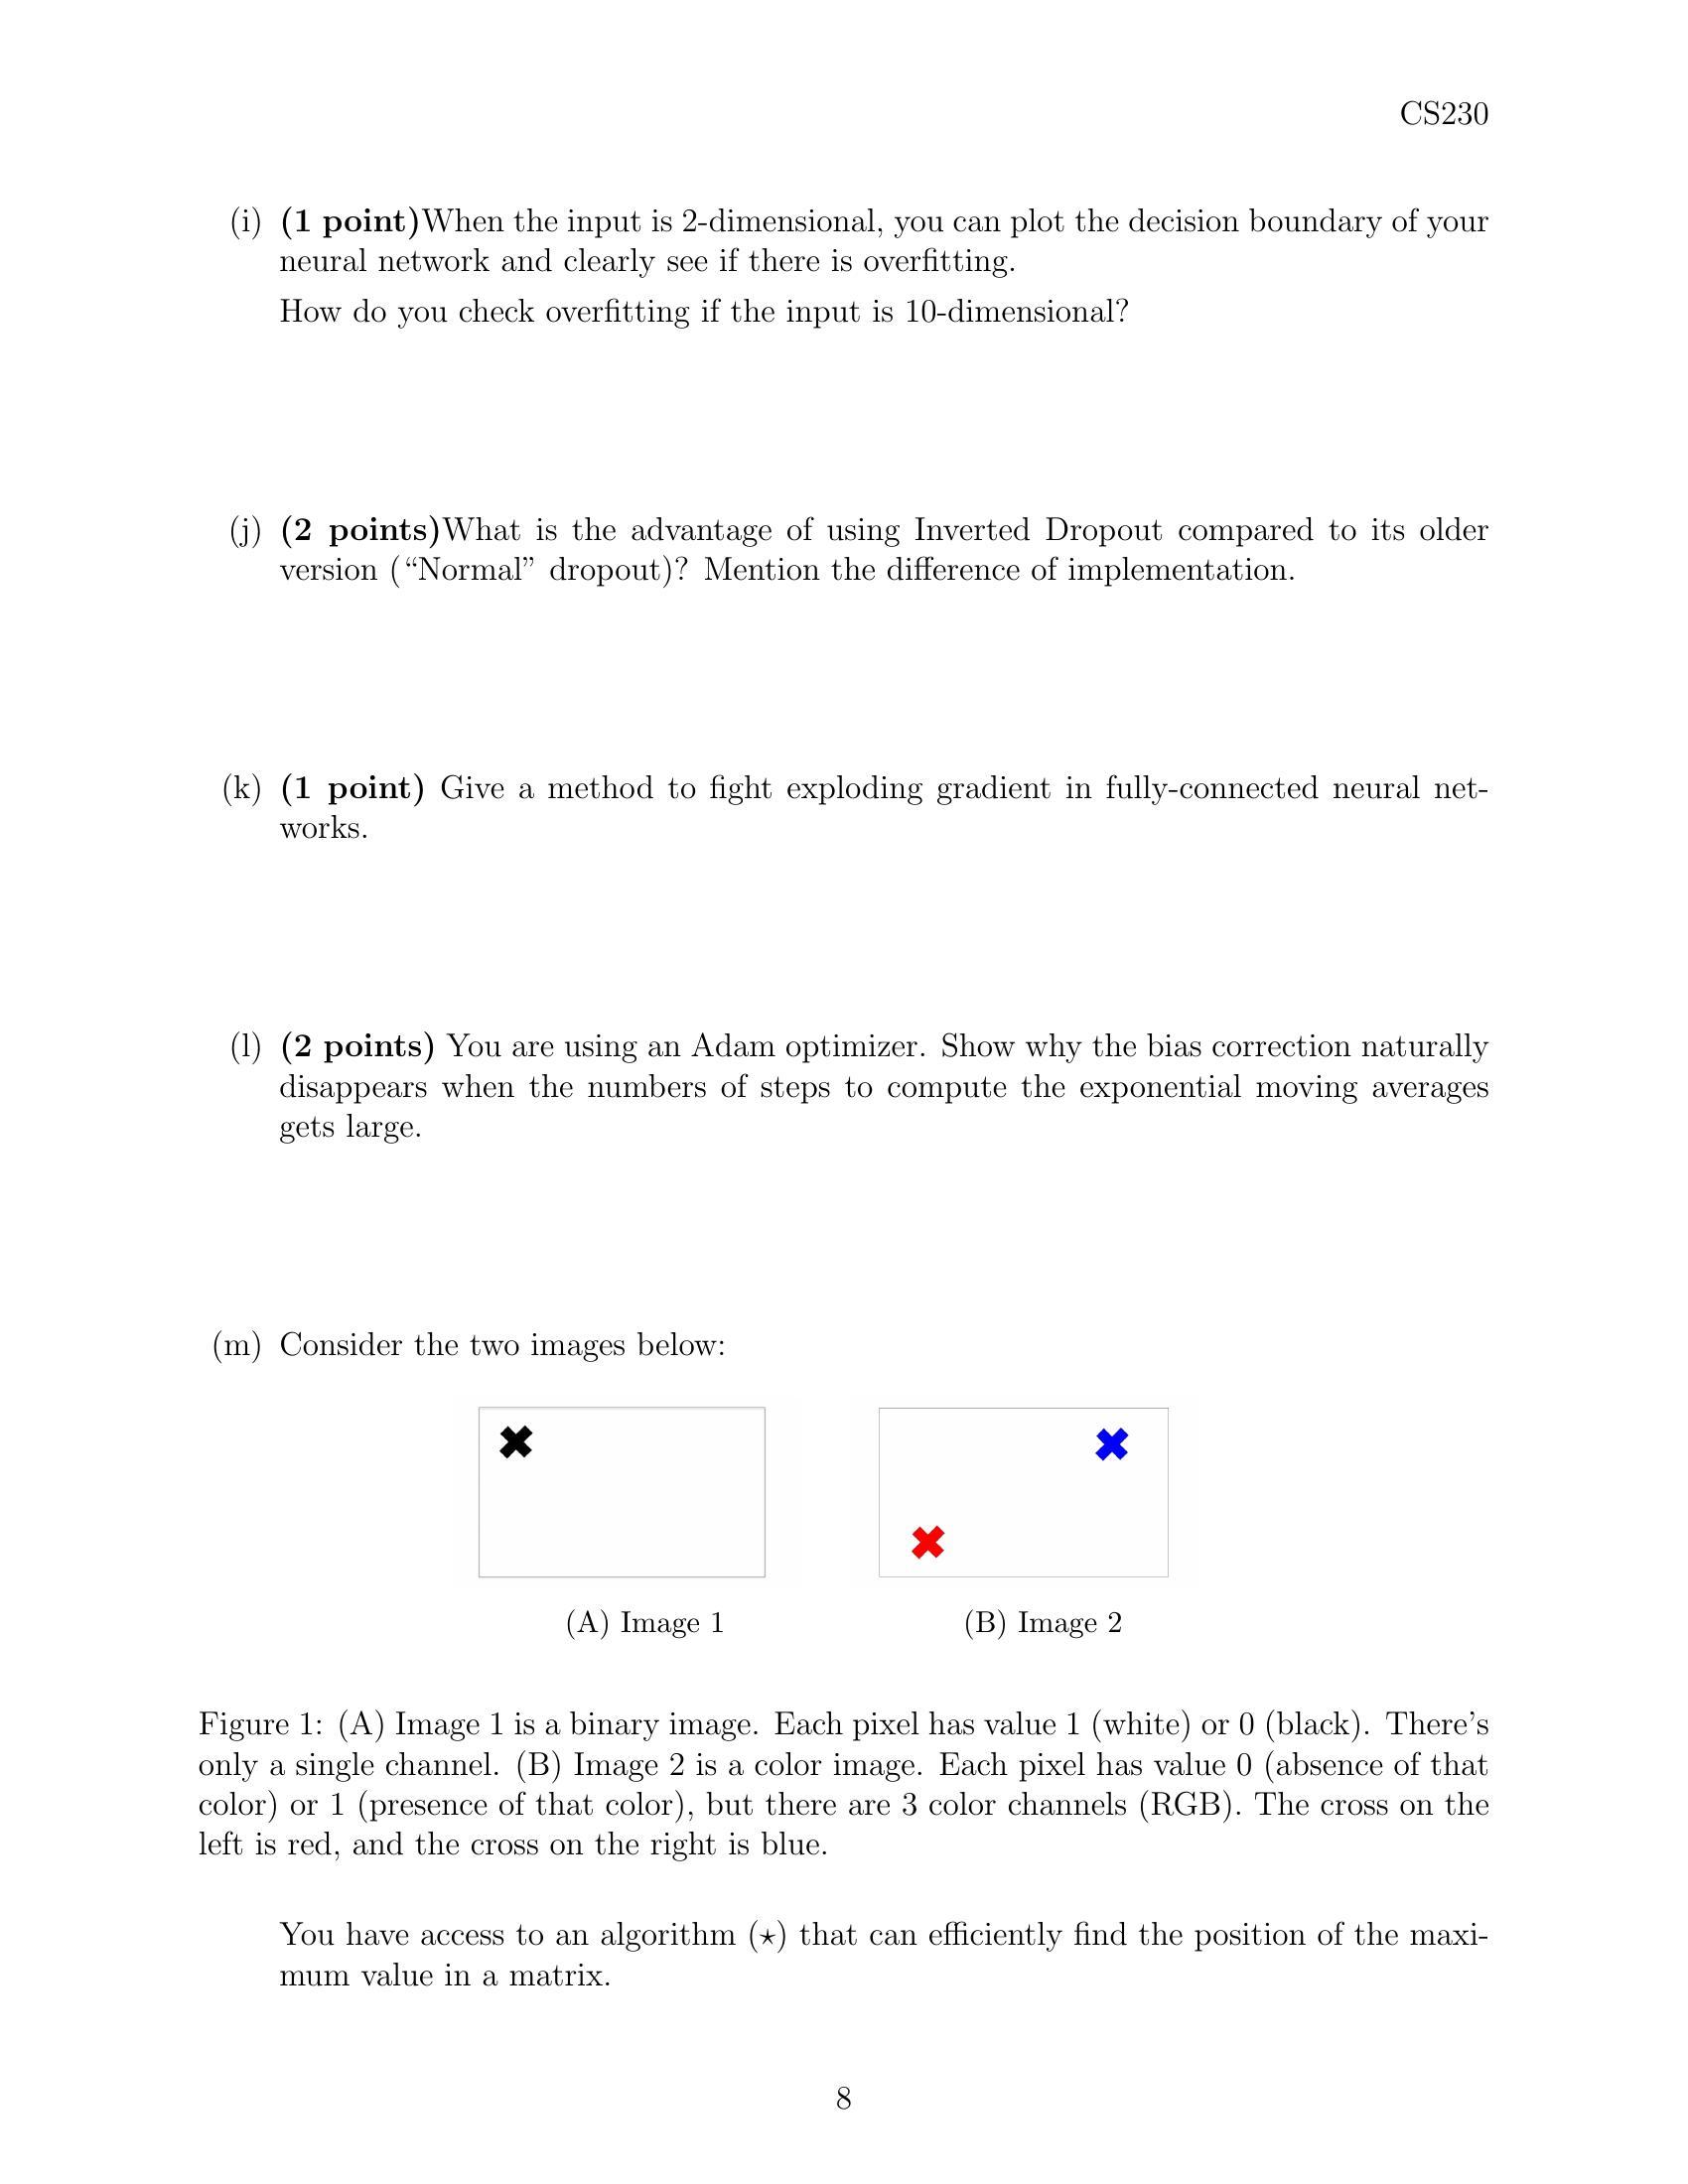 CS230
(i) (1 point)When the input is 2-dimensional, you can plot the decision boundary of your
neural network and clearly see if there is overfitting.
How do you check overfitting if the input is 10-dimensional?
(j) (2 points)What is the advantage of using Inverted Dropout compared to its older
version (“Normal” dropout)? Mention the difference of implementation.
(k) (1 point) Give a method to fight exploding gradient in fully-connected neural net-
works.
(l) (2 points) You are using an Adam optimizer. Show why the bias correction naturally
disappears when the numbers of steps to compute the exponential moving averages
gets large.
(m) Consider the two images below:
(A) Image 1 (B) Image 2
Figure 1: (A) Image 1 is a binary image. Each pixel has value 1 (white) or 0 (black). There’s
only a single channel. (B) Image 2 is a color image. Each pixel has value 0 (absence of that
color) or 1 (presence of that color), but there are 3 color channels (RGB). The cross on the
left is red, and the cross on the right is blue.
You have access to an algorithm (⋆) that can efficiently find the position of the maxi-
mum value in a matrix.
8